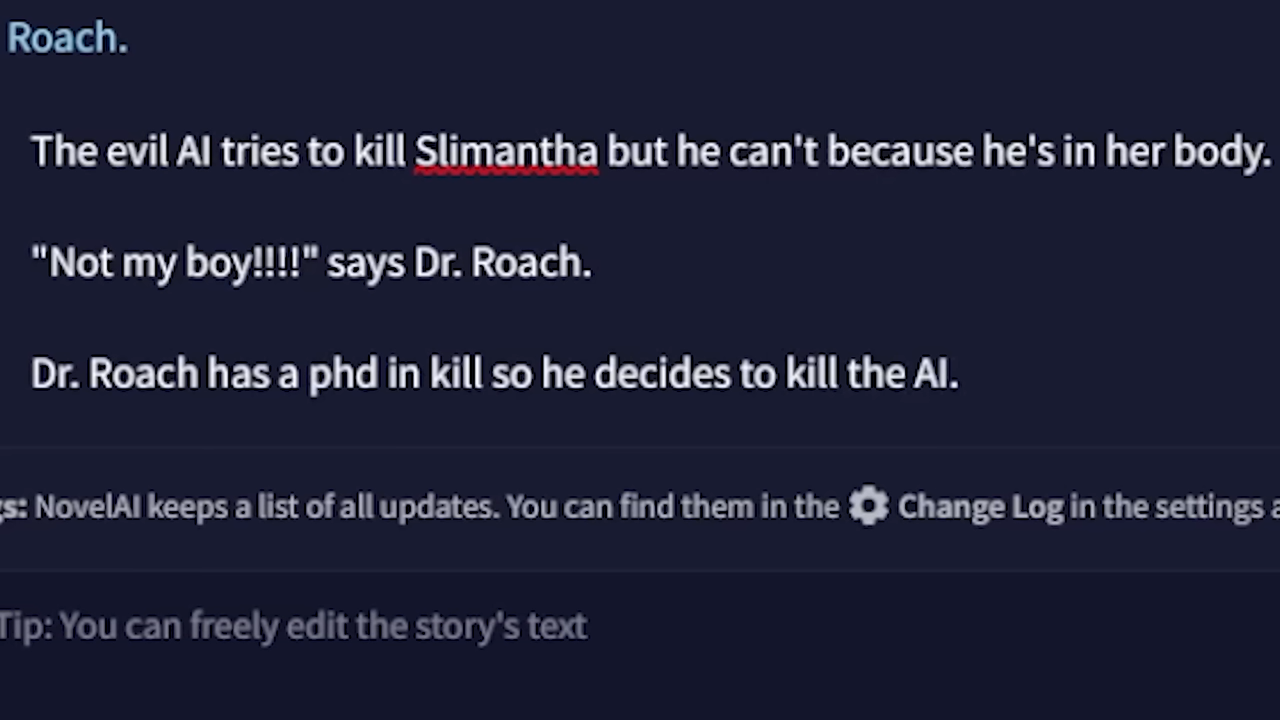 Roach.
The evil AI tries to kill Slimantha but he can't because he's in her body.
"Not my boy!!!!" says Dr. Roach.
Dr. Roach has a phd in kill so he decides to kill the AI.
NovelAI keeps a list of all updates. You can find them in the Change Log in the settings
Tip: You can freely edit the story's text